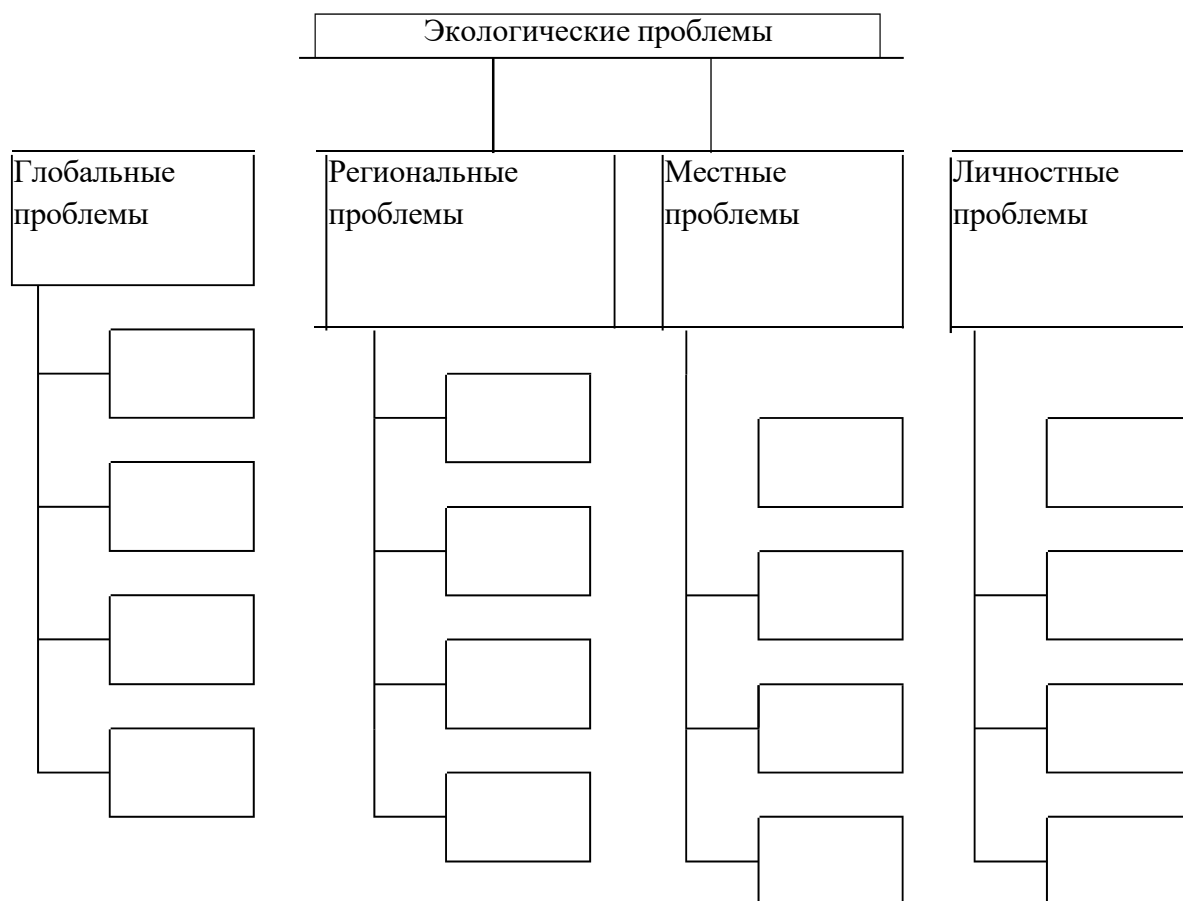 Экологические проблемы
Глобальные
проблемы
Региональные
проблемы
Местные
проблемы
Личностные
проблемы